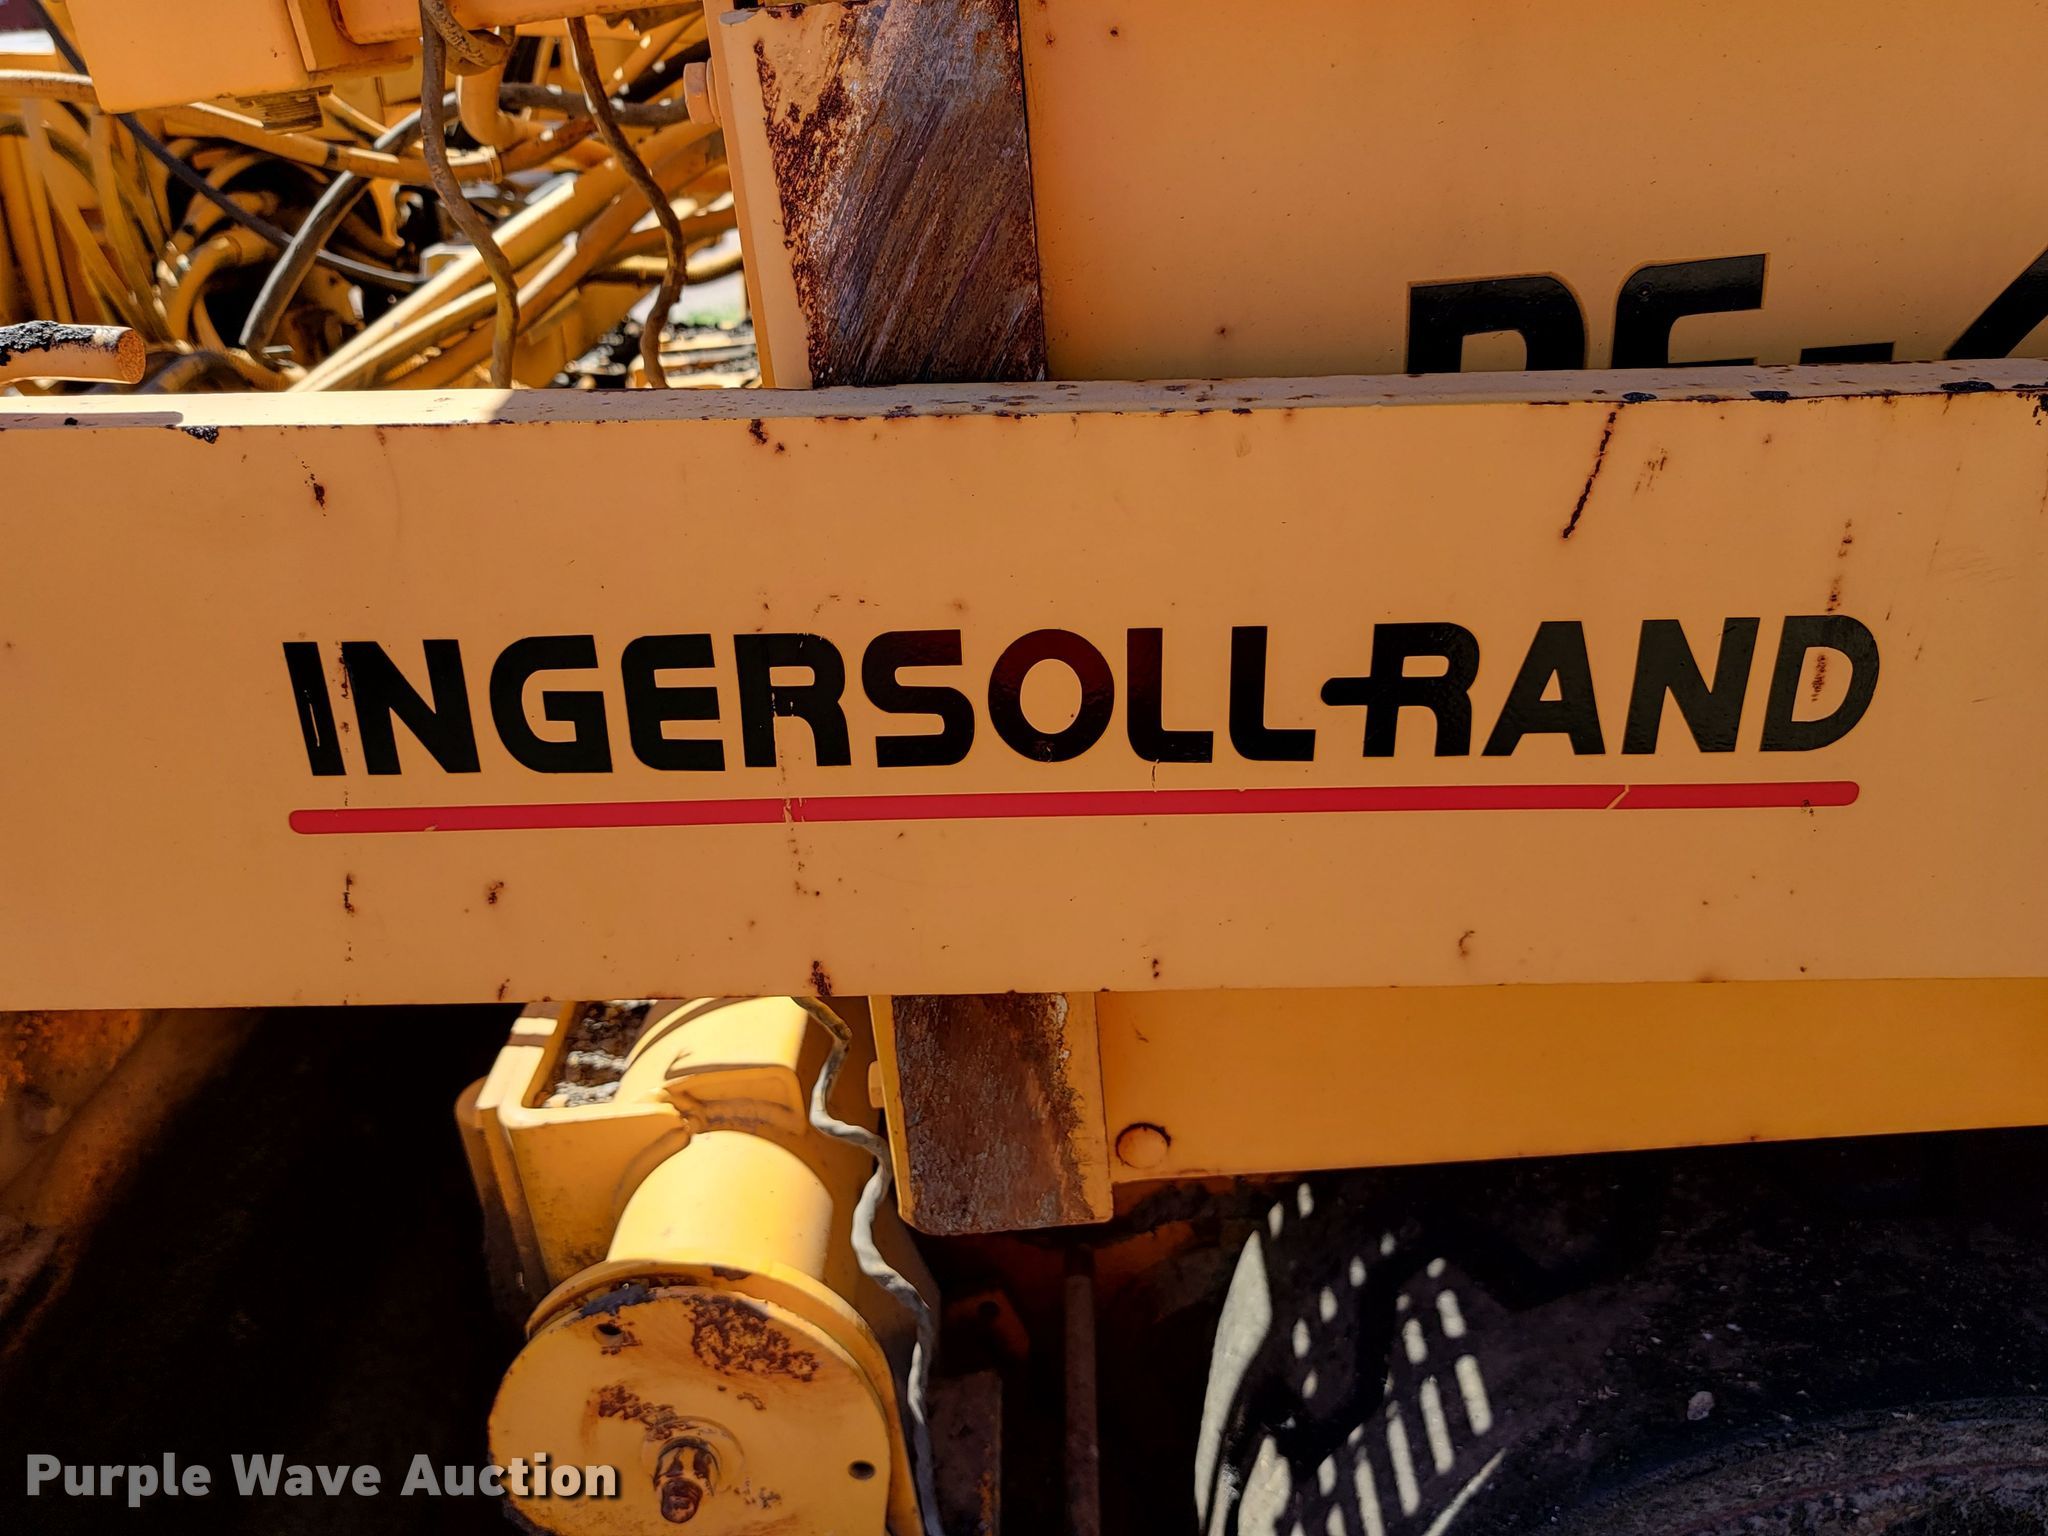 INGERSOLL-RAND
Purple Wave Auction